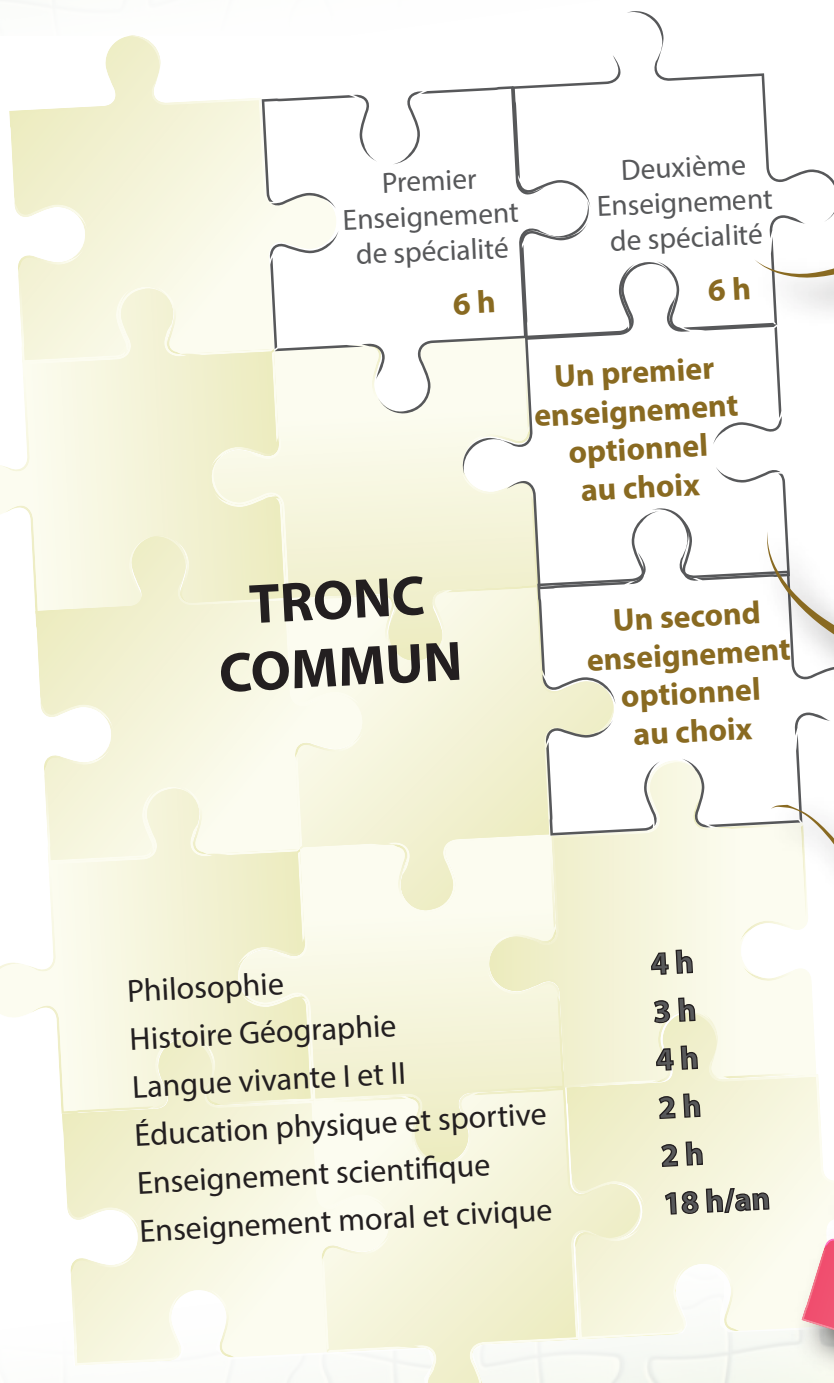 Premier
Enseignement
de spécialité
6 h
Deuxième
Enseignement
de spécialité
6 h
Un premier
enseignement
optionnel
au choix
Un second
enseignement
optionnel
au choix
TRONC
COMMUN
Philosophie 4 h
Histoire Géographie 3 h
Langue vivante I et II 4 h
Éducation physique et sportive 2 h
Enseignement scientifique 2 h
Enseignement moral et civique 18 h/an